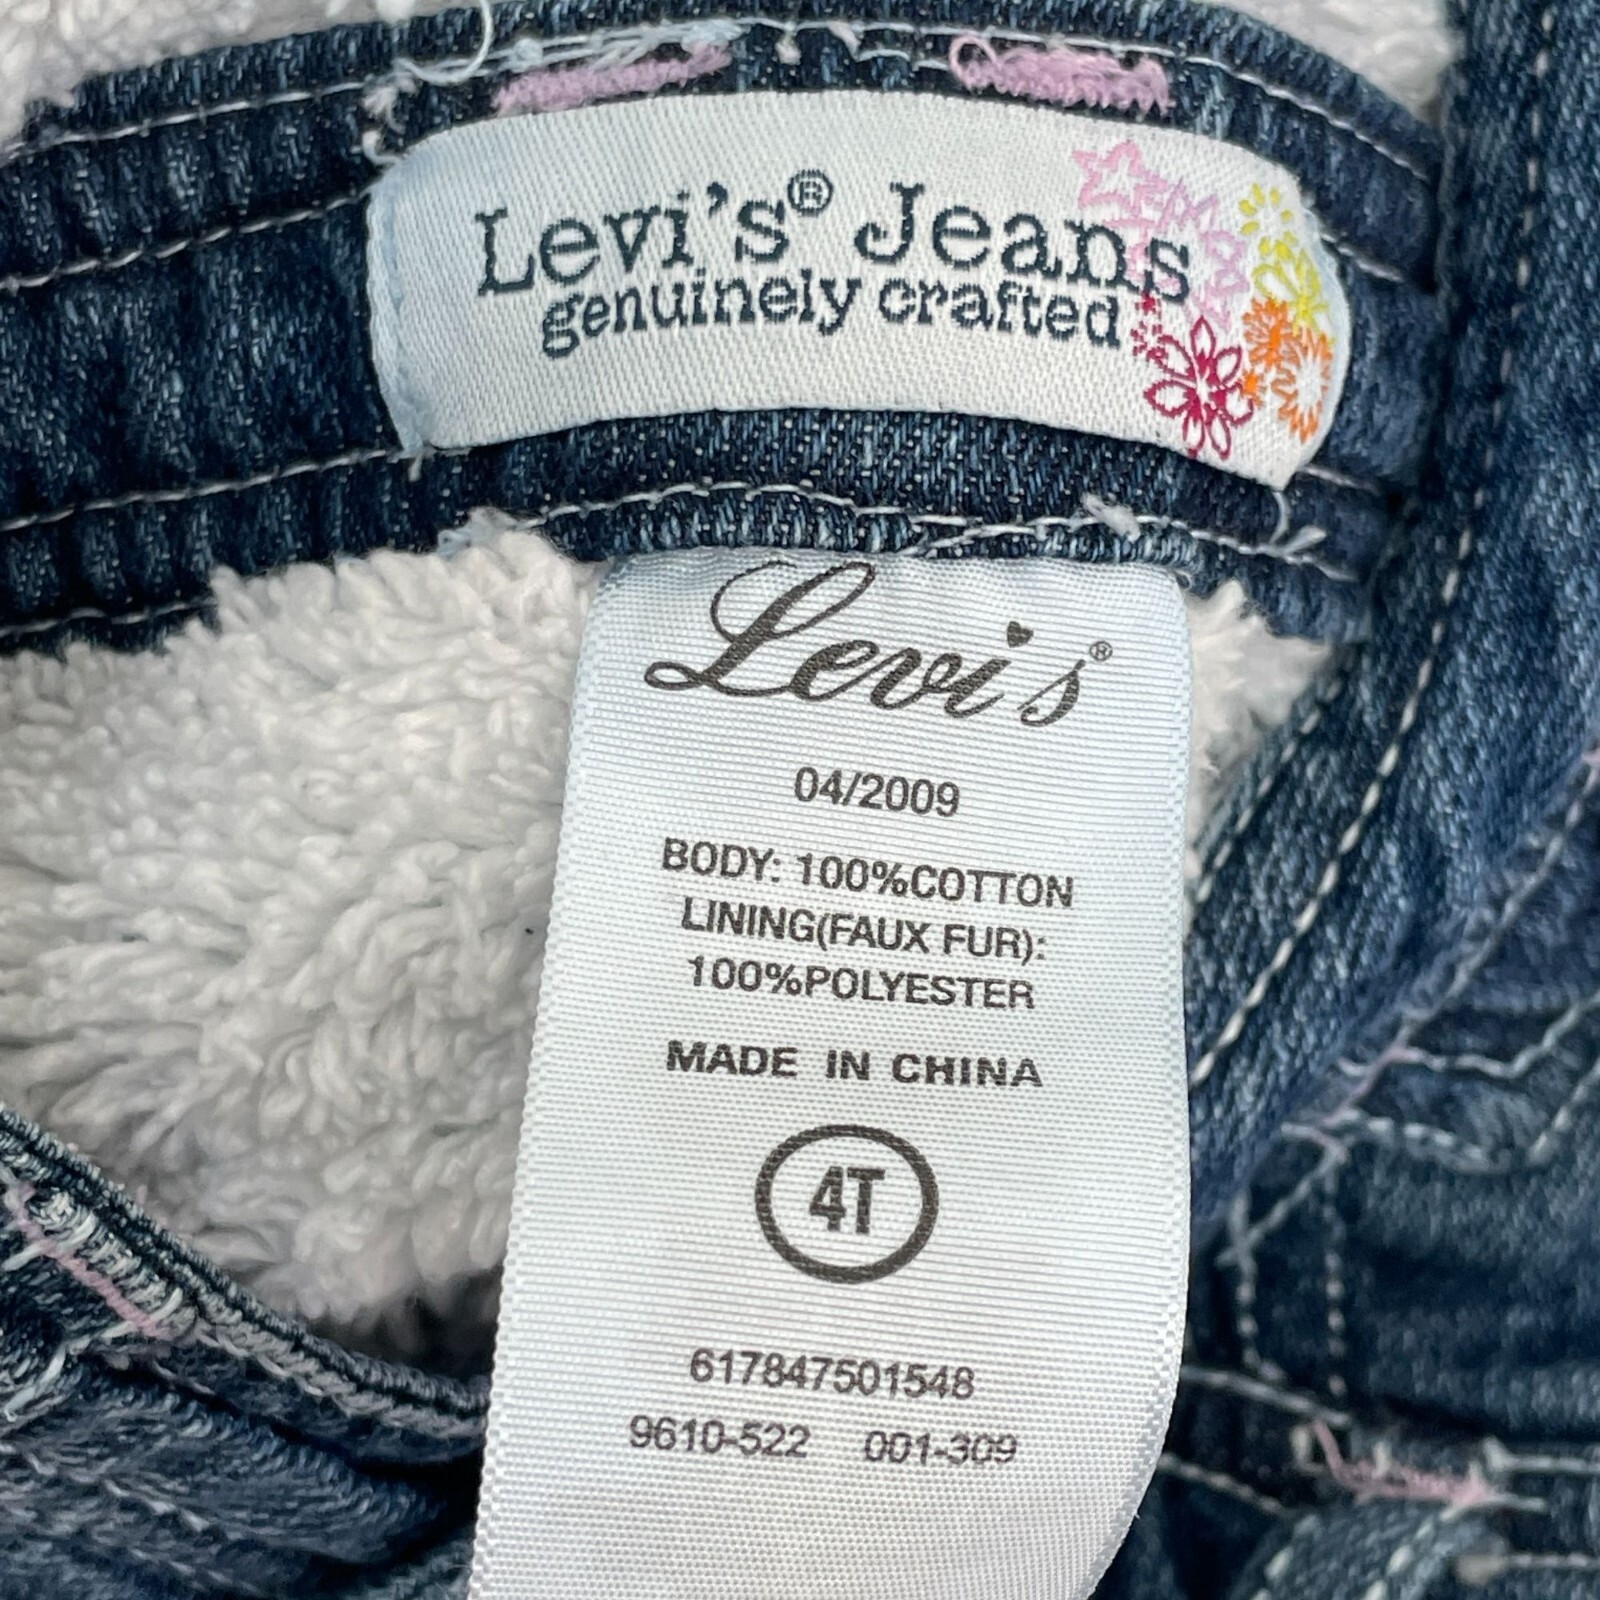 Levi's® Jeans
genuinely crafted
Levi's®
04/2009
BODY: 100%COTTON
LINING(FAUX FUR):
100%POLYESTER
MADE IN CHINA
4T
617847501548
9610-522 001-309